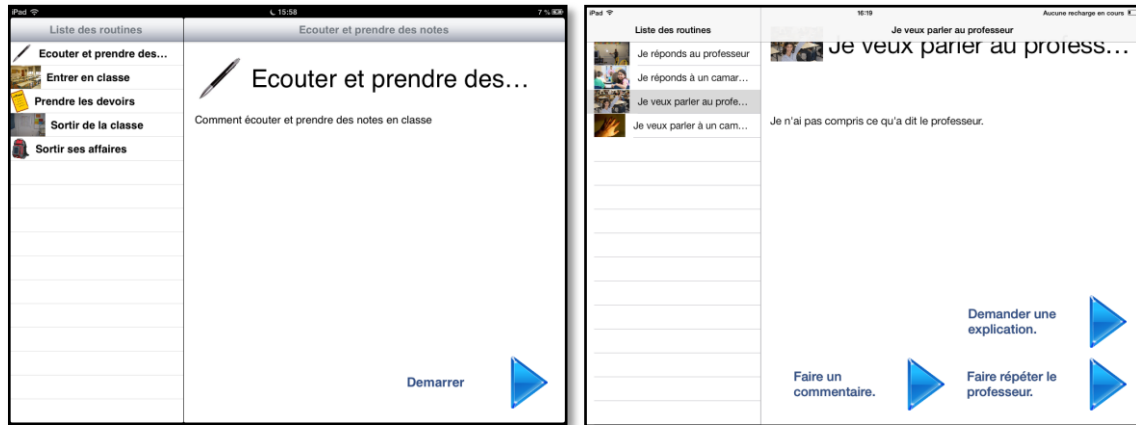 iPad 15:58 7 %
Liste des routines
Ecouter et prendre des notes
Ecouter et prendre des...
Entrer en classe
Prendre les devoirs
Sortir de la classe
Sortir ses affaires
Ecouter et prendre des...
Comment écouter et prendre des notes en classe
Demarrer
iPad 16:19 Aucune recharge en cours
Liste des routines
Je veux parler au professeur
Je réponds au professeur
Je réponds à un camar...
Je veux parler au profe...
Je veux parler à un cam...
Je veux parler au profess...
Je n'ai pas compris ce qu'a dit le professeur.
Demander une
explication.
Faire un
commentaire.
Faire répéter le
professeur.